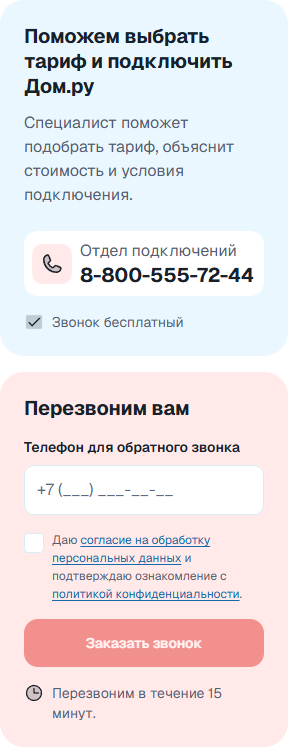 Поможем выбрать
тариф и подключить
Дом.ру
Специалист поможет
подобрать тариф, объяснит
стоимость и условия
подключения.
Отдел подключений
8-800-555-72-44
Звонок бесплатный
Перезвоним вам
Телефон для обратного звонка
+7 (___) ___-__-__
Даю согласие на обработку
персональных данных и
подтверждаю ознакомление с
политикой конфиденциальности.
Заказать звонок
Перезвоним в течение 15
минут.